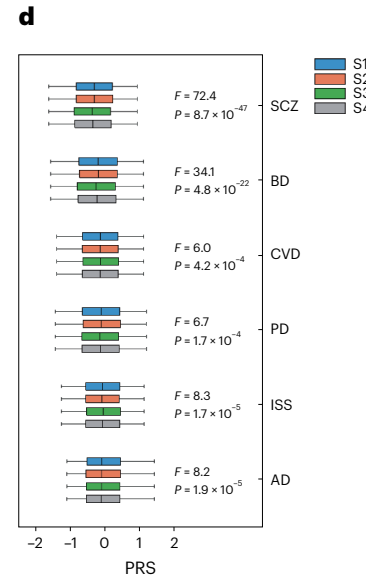 d
S1
S2
S3
S4
F = 72.4
P = 8.7 × 10⁻⁴⁷
SCZ
F = 34.1
P = 4.8 × 10⁻²²
BD
F = 6.0
P = 4.2 × 10⁻⁴
CVD
F = 6.7
P = 1.7 × 10⁻⁴
PD
F = 8.3
P = 1.7 × 10⁻⁵
ISS
F = 8.2
P = 1.9 × 10⁻⁵
AD
−2 −1 0 1 2
PRS